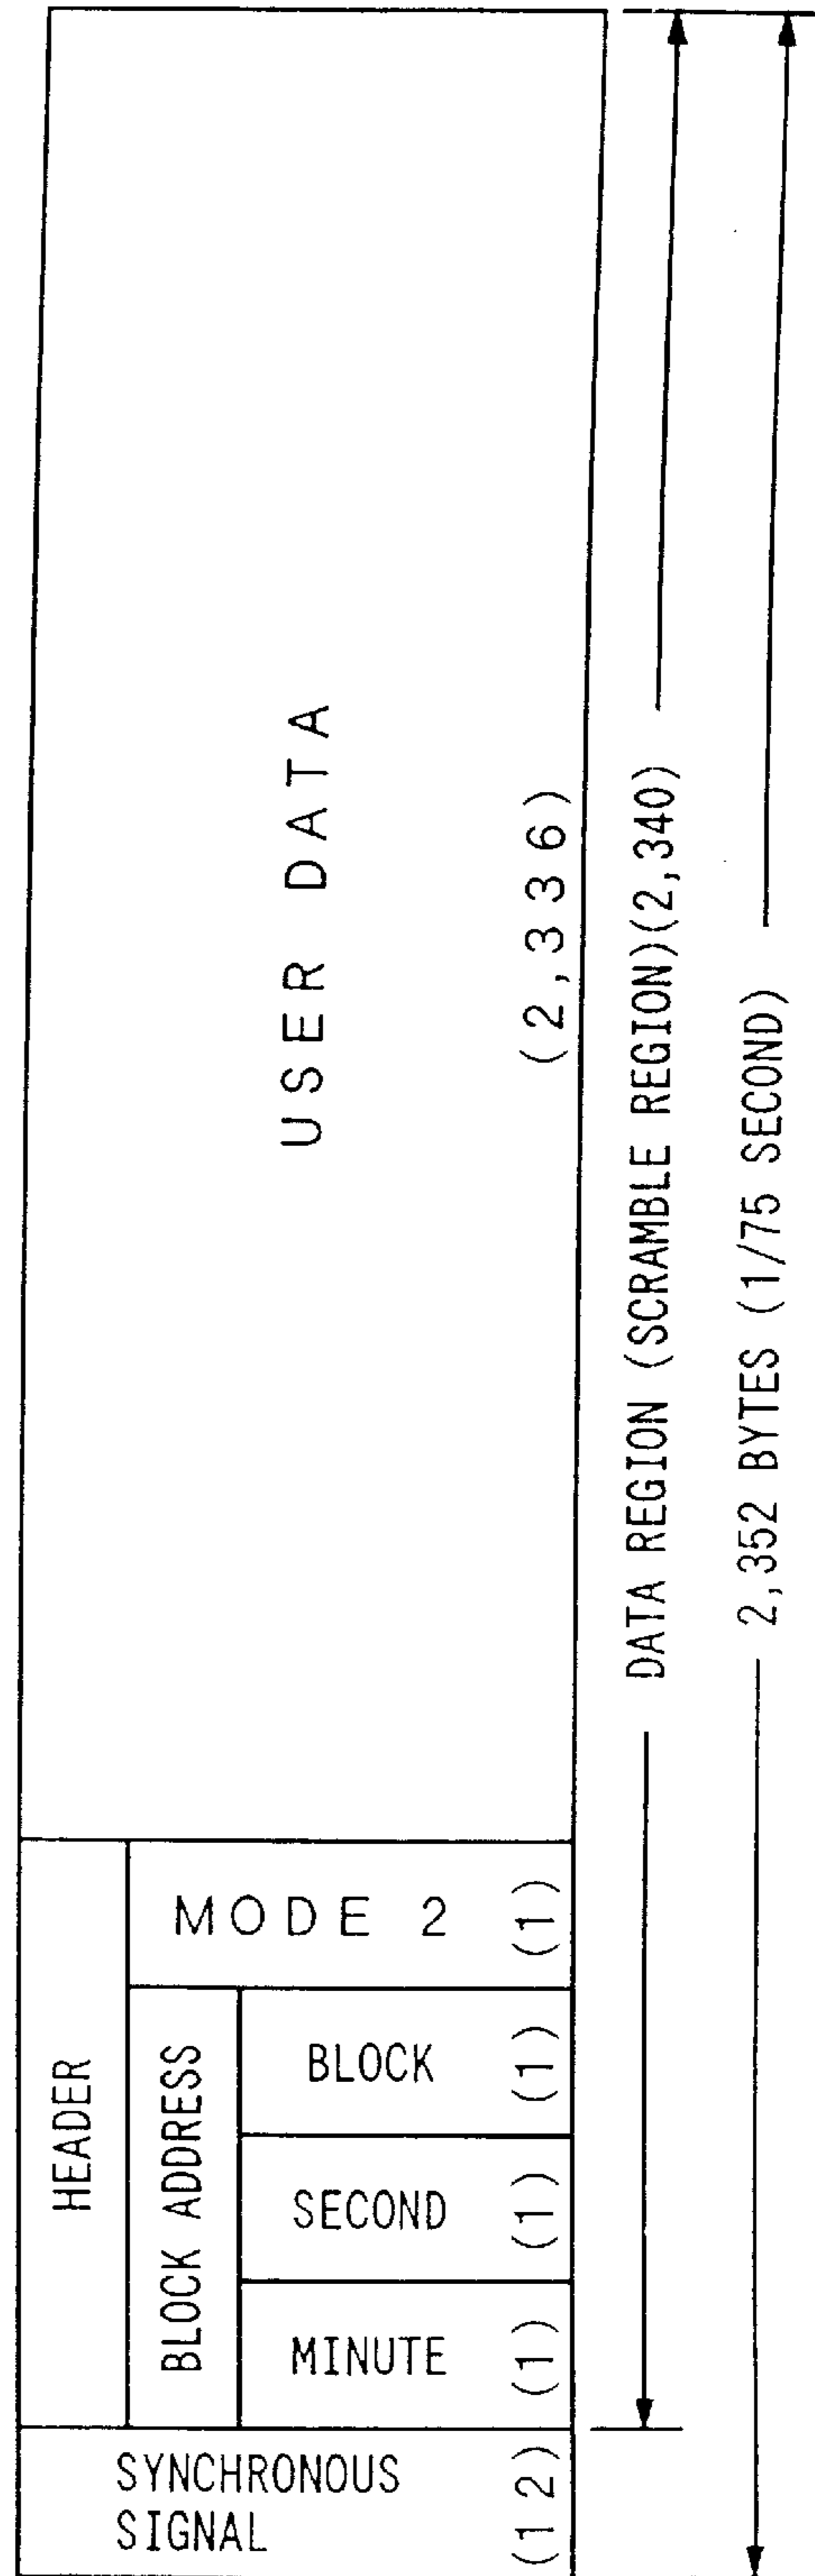 USER DATA
(2,336)
DATA REGION (SCRAMBLE REGION)(2,340)
2,352 BYTES (1/75 SECOND)
HEADER
MODE 2
(1)
BLOCK ADDRESS
BLOCK
(1)
SECOND
(1)
MINUTE
(1)
SYNCHRONOUS
SIGNAL
(12)